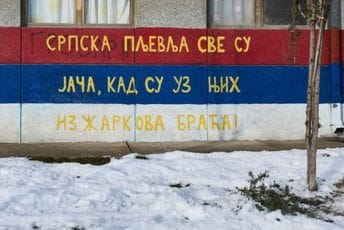 СРПСКА ПЉЕВЉА СВЕ СУ
ЈАЧА, КАД СУ УЗ ЊИХ
ИЗ ЖАРКОВА БРАЋА!